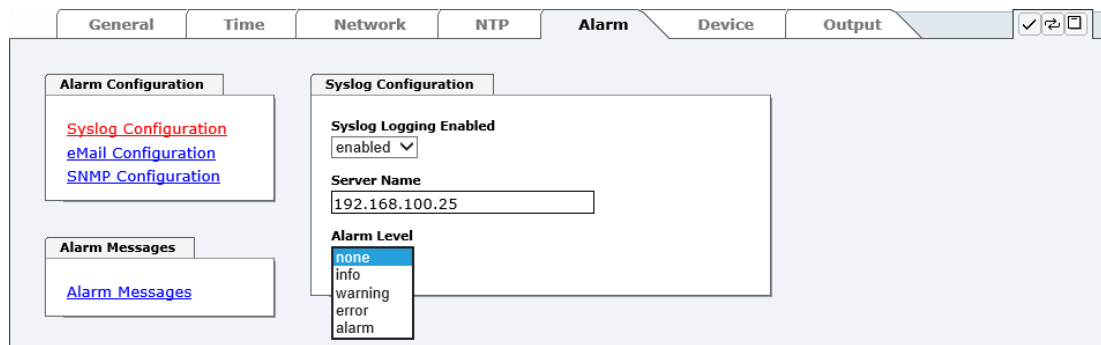 General
Time
Network
NTP
Alarm
Device
Output
Alarm Configuration
Syslog Configuration
eMail Configuration
SNMP Configuration
Alarm Messages
Alarm Messages
Syslog Configuration
Syslog Logging Enabled
enabled
Server Name
192.168.100.25
Alarm Level
none
info
warning
error
alarm